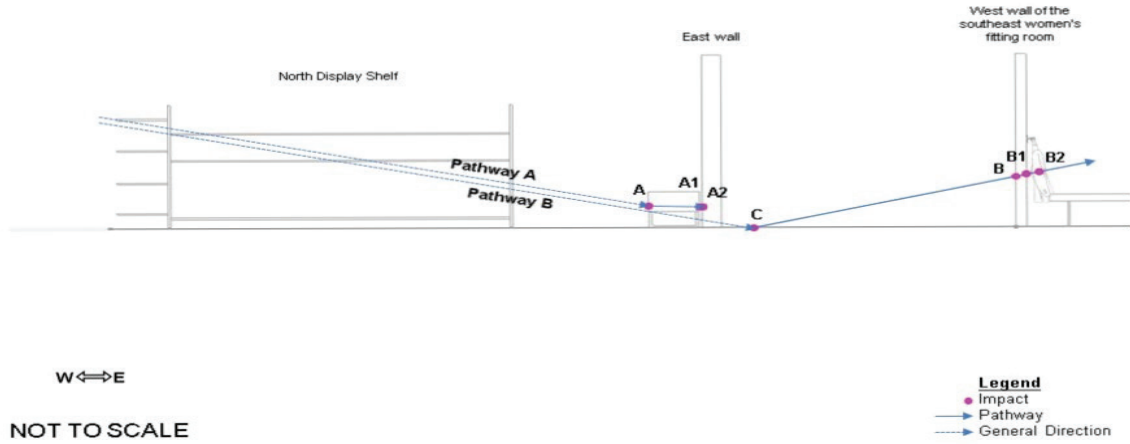 West wall of the
southeast women's
fitting room
East wall
North Display Shelf
Pathway A
Pathway B
A
A1
A2
C
B
B1
B2
W E
NOT TO SCALE
Legend
Impact
Pathway
General Direction